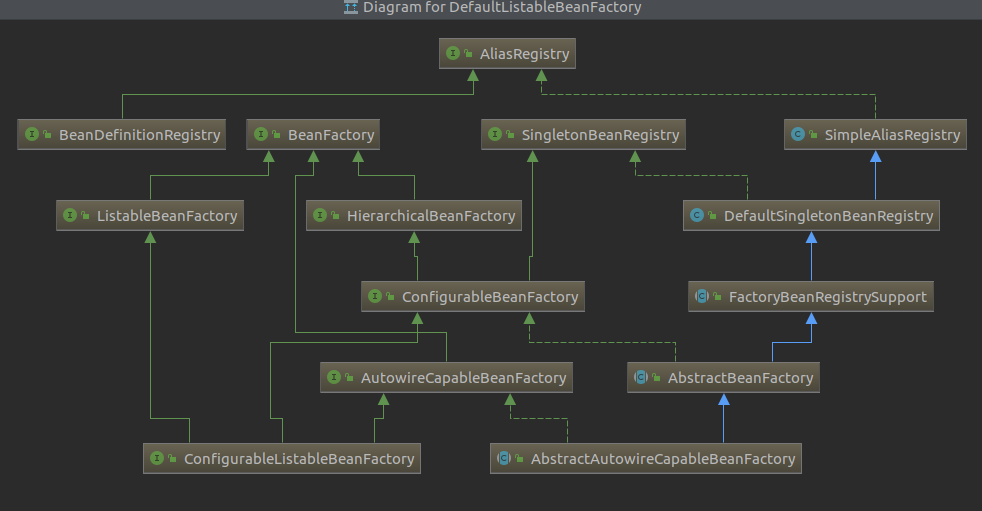 Diagram for DefaultListableBeanFactory
AliasRegistry
BeanDefinitionRegistry
BeanFactory
SingletonBeanRegistry
SimpleAliasRegistry
ListableBeanFactory
HierarchicalBeanFactory
DefaultSingletonBeanRegistry
ConfigurableBeanFactory
FactoryBeanRegistrySupport
AutowireCapableBeanFactory
AbstractBeanFactory
ConfigurableListableBeanFactory
AbstractAutowireCapableBeanFactory